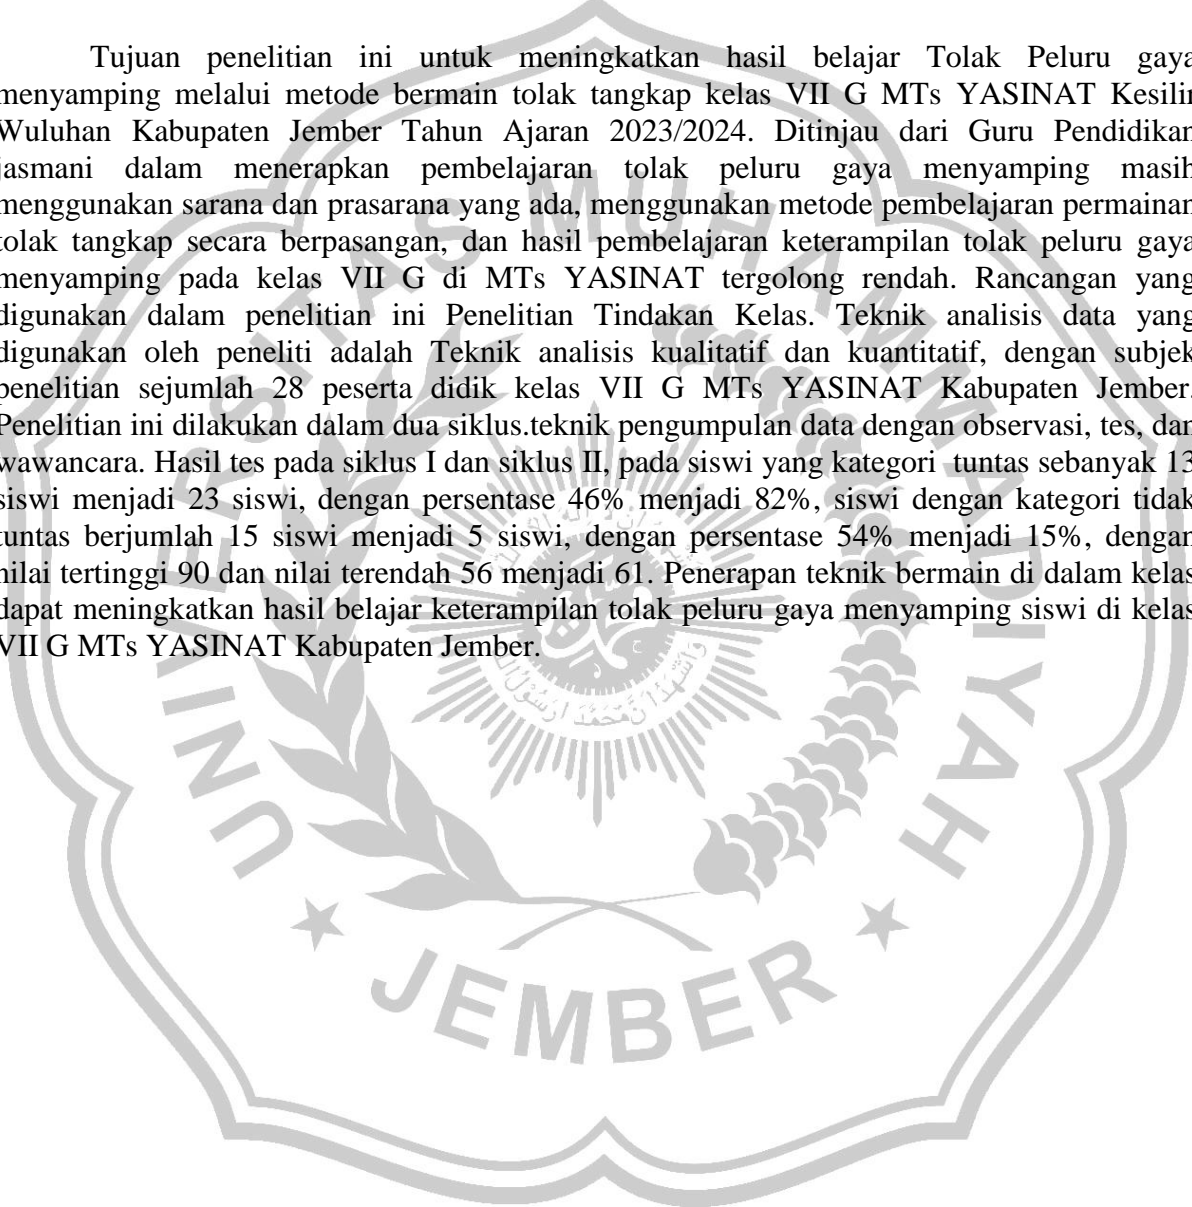 Tujuan penelitian ini untuk meningkatkan hasil belajar Tolak Peluru gaya
menyamping melalui metode bermain tolak tangkap kelas VII G MTs YASINAT Kesilir
Wuluhan Kabupaten Jember Tahun Ajaran 2023/2024. Ditinjau dari Guru Pendidikan
jasmani dalam menerapkan pembelajaran tolak peluru gaya menyamping masih
menggunakan sarana dan prasarana yang ada, menggunakan metode pembelajaran permainan
tolak tangkap secara berpasangan, dan hasil pembelajaran keterampilan tolak peluru gaya
menyamping pada kelas VII G di MTs YASINAT tergolong rendah. Rancangan yang
digunakan dalam penelitian ini Penelitian Tindakan Kelas. Teknik analisis data yang
digunakan oleh peneliti adalah Teknik analisis kualitatif dan kuantitatif, dengan subjek
penelitian sejumlah 28 peserta didik kelas VII G MTs YASINAT Kabupaten Jember.
Penelitian ini dilakukan dalam dua siklus.teknik pengumpulan data dengan observasi, tes, dan
wawancara. Hasil tes pada siklus I dan siklus II, pada siswi yang kategori tuntas sebanyak 13
siswi menjadi 23 siswi, dengan persentase 46% menjadi 82%, siswi dengan kategori tidak
tuntas berjumlah 15 siswi menjadi 5 siswi, dengan persentase 54% menjadi 15%, dengan
nilai tertinggi 90 dan nilai terendah 56 menjadi 61. Penerapan teknik bermain di dalam kelas
dapat meningkatkan hasil belajar keterampilan tolak peluru gaya menyamping siswi di kelas
VII G MTs YASINAT Kabupaten Jember.
UNIVERSITAS MUHAMMADIYAH
JEMBER